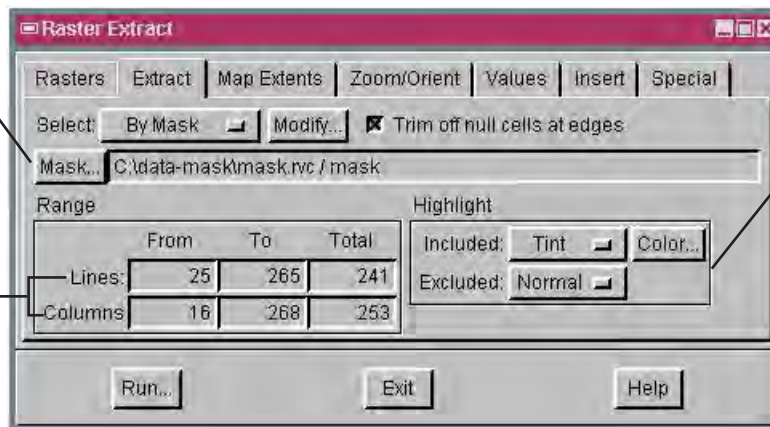 Raster Extract
Rasters Extract Map Extents Zoom/Orient Values Insert Special
Select: By Mask Modify... Trim off null cells at edges
Mask... C:\data-mask\mask.rvc / mask
Range Highlight
From To Total
Included: Tint Color...
Lines: 25 265 241
Excluded: Normal
Columns 16 268 253
Run... Exit Help